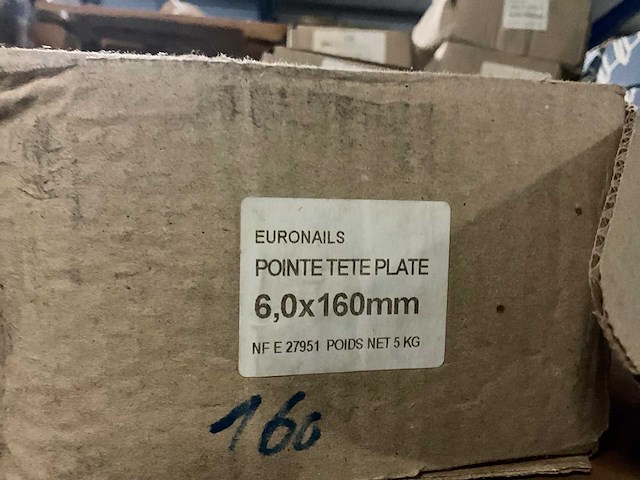 EURONAILS
POINTE TETE PLATE
6,0x160mm
NF E 27951 POIDS NET 5 KG
160